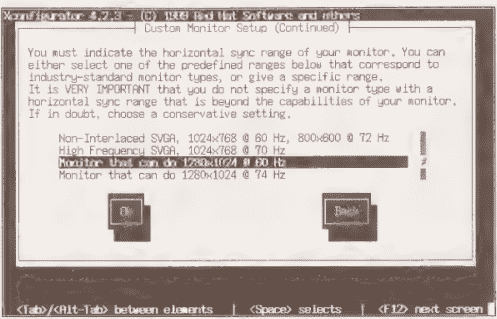 Xconfigurator 4.2.3 - (C) 1999 Red Hat Software and others
Custom Monitor Setup (Continued)
You must indicate the horizontal sync range of your monitor. You can
either select one of the predefined ranges below that correspond to
industry-standard monitor types, or give a specific range.
It is VERY IMPORTANT that you do not specify a monitor type with a
horizontal sync range that is beyond the capabilities of your monitor.
If in doubt, choose a conservative setting.
Non-Interlaced SVGA, 1024x768 @ 60 Hz, 800x600 @ 72 Hz
High Frequency SVGA, 1024x768 @ 70 Hz
Monitor that can do 1280x1024 @ 60 Hz
Monitor that can do 1280x1024 @ 74 Hz
Ok Back
<Tab>/<Alt-Tab> between elements | <Space> selects | <F12> next screen